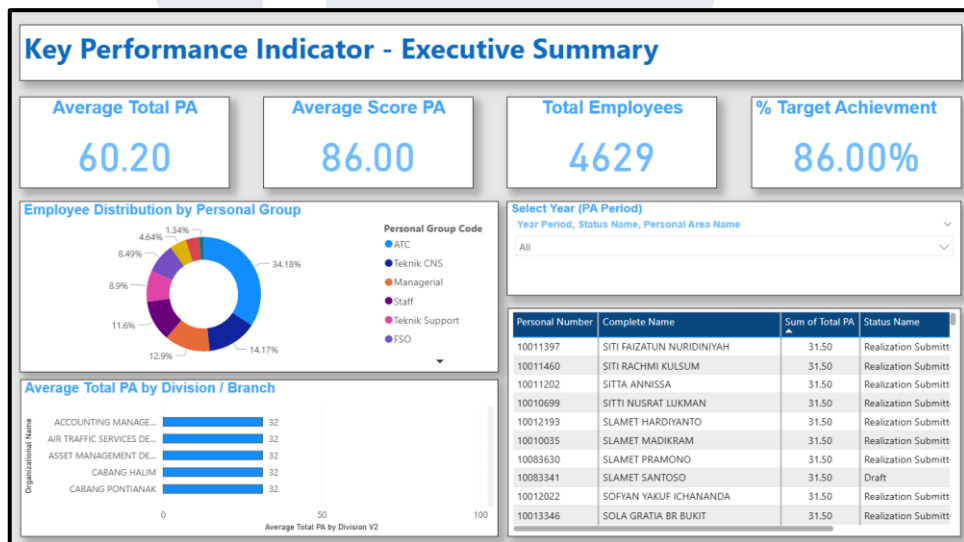 Key Performance Indicator - Executive Summary
Average Total PA
60.20
Average Score PA
86.00
Total Employees
4629
% Target Achievment
86.00%
Employee Distribution by Personal Group
34.18%
14.17%
12.9%
11.6%
8.9%
8.49%
4.64%
1.34%
Personal Group Code
ATC
Teknik CNS
Managerial
Staff
Teknik Support
FSO
Select Year (PA Period)
Year Period, Status Name, Personal Area Name
All
Average Total PA by Division / Branch
Organizational Name
ACCOUNTING MANAGE... 32
AIR TRAFFIC SERVICES DE... 32
ASSET MANAGEMENT DE... 32
CABANG HALIM 32
CABANG PONTIANAK 32
0 50 100
Average Total PA by Division V2
Personal Number Complete Name Sum of Total PA Status Name
10011397 SITI FAIZATUN NURIDINIYAH 31.50 Realization Submitt
10011460 SITI RACHMI KULSUM 31.50 Realization Submitt
10011202 SITTA ANNISSA 31.50 Realization Submitt
10010699 SITTI NUSRAT LUKMAN 31.50 Realization Submitt
10012193 SLAMET HARDIYANTO 31.50 Realization Submitt
10010035 SLAMET MADIKRAM 31.50 Realization Submitt
10083630 SLAMET PRAMONO 31.50 Realization Submitt
10083341 SLAMET SANTOSO 31.50 Draft
10012022 SOFYAN YAKUF ICHANANDA 31.50 Realization Submitt
10013346 SOLA GRATIA BR BUKIT 31.50 Realization Submitt